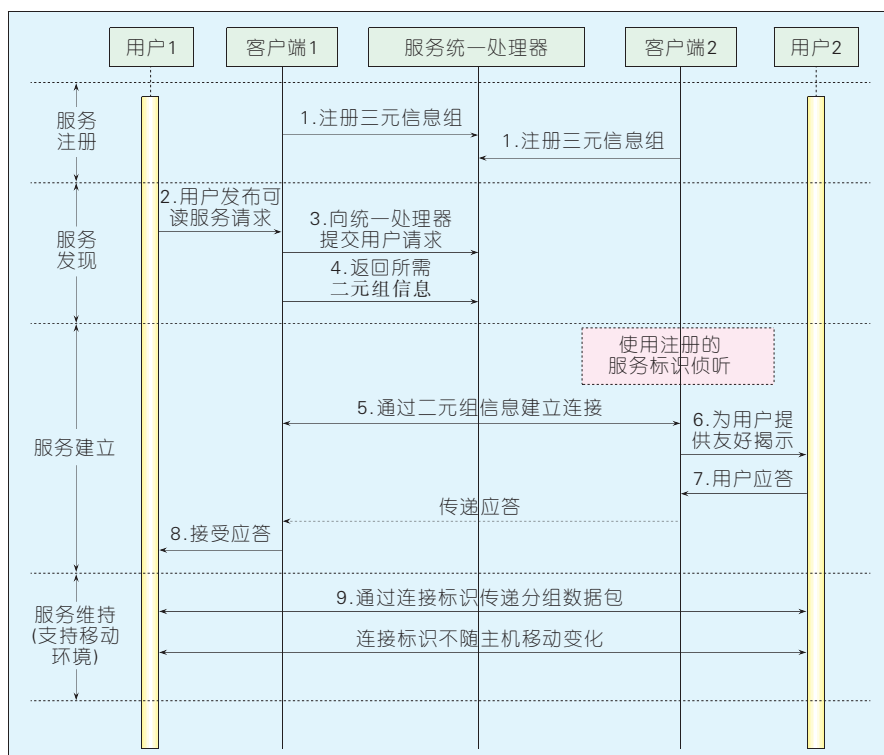 用户1
客户端1
服务统一处理器
客户端2
用户2
服务
注册
1.注册三元信息组
1.注册三元信息组
服务
发现
2.用户发布可
读服务请求
3.向统一处理器
提交用户请求
4.返回所需
二元组信息
服务建立
使用注册的
服务标识侦听
5.通过二元组信息建立连接
6.为用户提
供友好揭示
7.用户应答
传递应答
8.接受应答
服务维持
(支持移动
环境)
9.通过连接标识传递分组数据包
连接标识不随主机移动变化